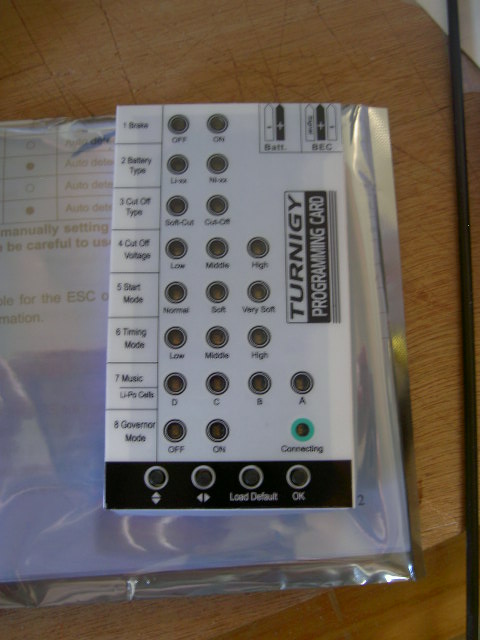 1 Brake
OFF ON
2 Battery
Type
Li-xx Ni-xx
3 Cut Off
Type
Soft-Cut Cut-Off
4 Cut Off
Voltage
Low Middle High
5 Start
Mode
Normal Soft Very Soft
6 Timing
Mode
Low Middle High
7 Music
Li-Po Cells
D C B A
8 Governor
Mode
OFF ON Connecting
Load Default OK
Batt. BEC
TURNIGY
PROGRAMMING CARD
2
Auto
Auto dete
Auto dete
Auto dete
manually setting
be careful to us
ble for the ESC o
mation.